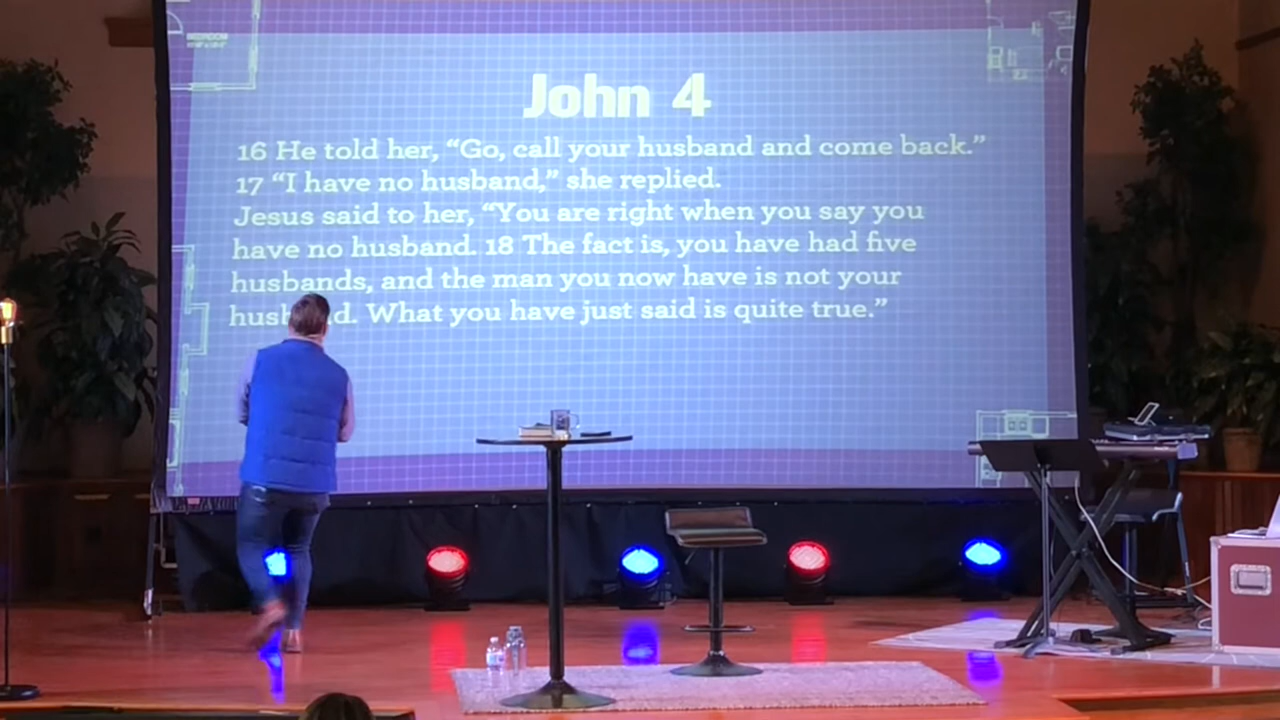 John 4
16 He told her, “Go, call your husband and come back.”
17 “I have no husband,” she replied.
Jesus said to her, “You are right when you say you
have no husband. 18 The fact is, you have had five
husbands, and the man you now have is not your
husband. What you have just said is quite true.”